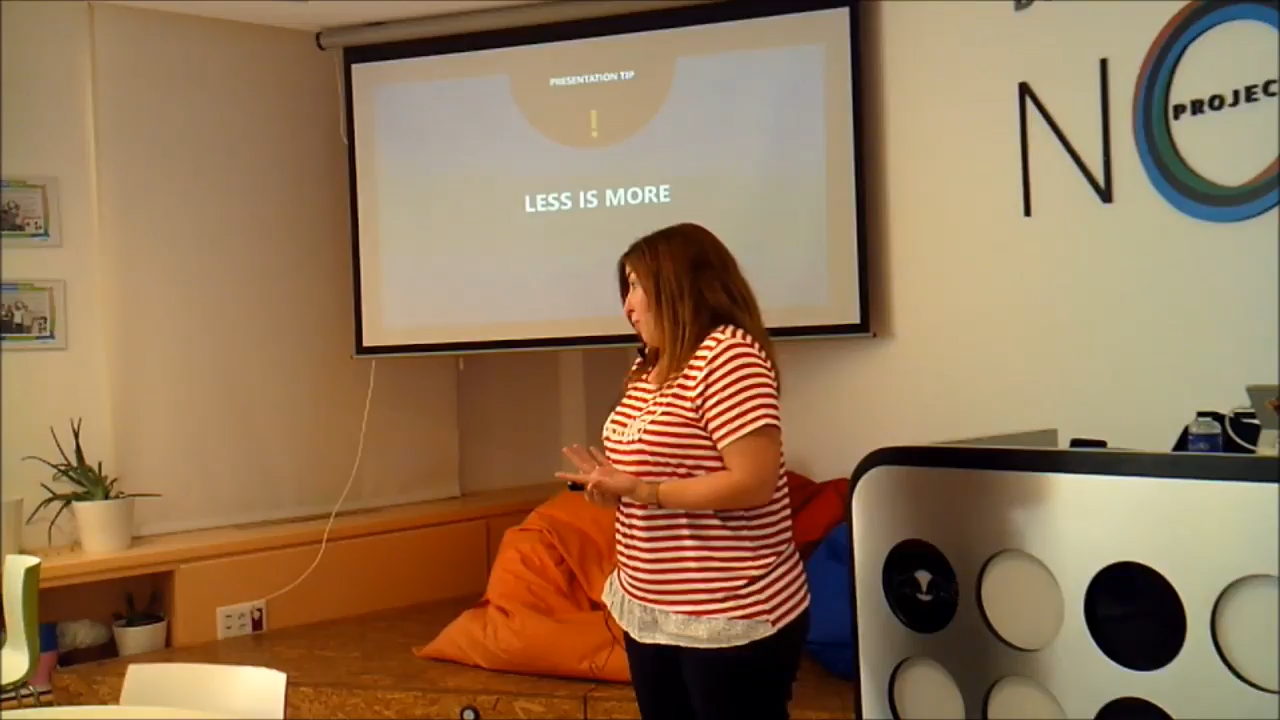 PRESENTATION TIP
!
LESS IS MORE
NO
PROJEC